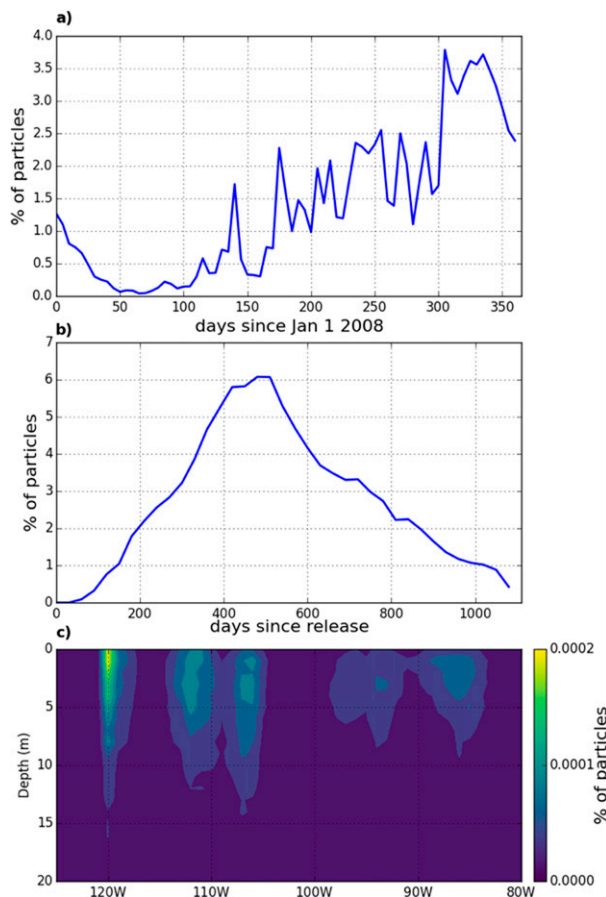 a)
4.0
3.5
3.0
2.5
2.0
1.5
1.0
0.5
0.0
% of particles
0 50 100 150 200 250 300 350
days since Jan 1 2008
b)
7
6
5
4
3
2
1
0
% of particles
0 200 400 600 800 1000
days since release
c)
0
5
10
15
20
Depth (m)
120W 110W 100W 90W 80W
0.0002
0.0001
0.0000
% of particles